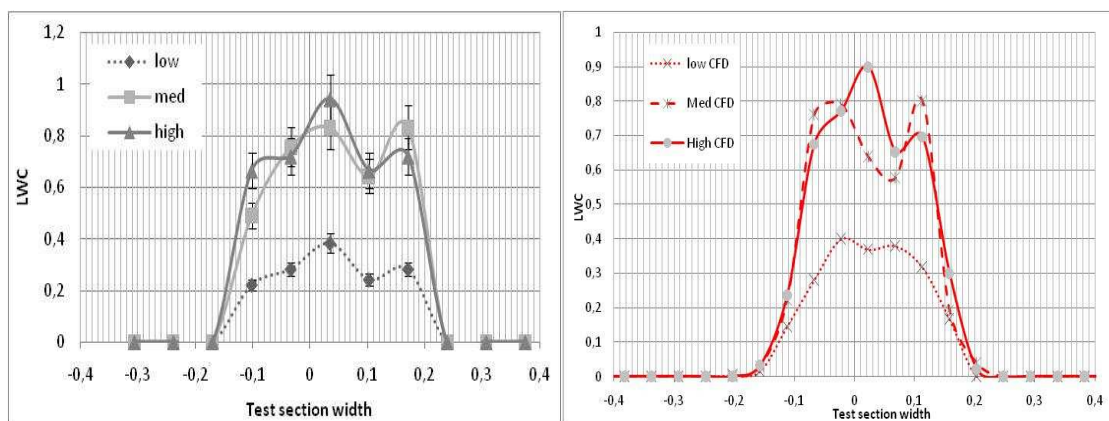 1,2
1
0,8
0,6
0,4
0,2
0
LWC
low
med
high
-0,4 -0,3 -0,2 -0,1 0 0,1 0,2 0,3 0,4
Test section width
1
0,9
0,8
0,7
0,6
0,5
0,4
0,3
0,2
0,1
0
LWC
low CFD
Med CFD
High CFD
-0,4 -0,3 -0,2 -0,1 0 0,1 0,2 0,3 0,4
Test section width